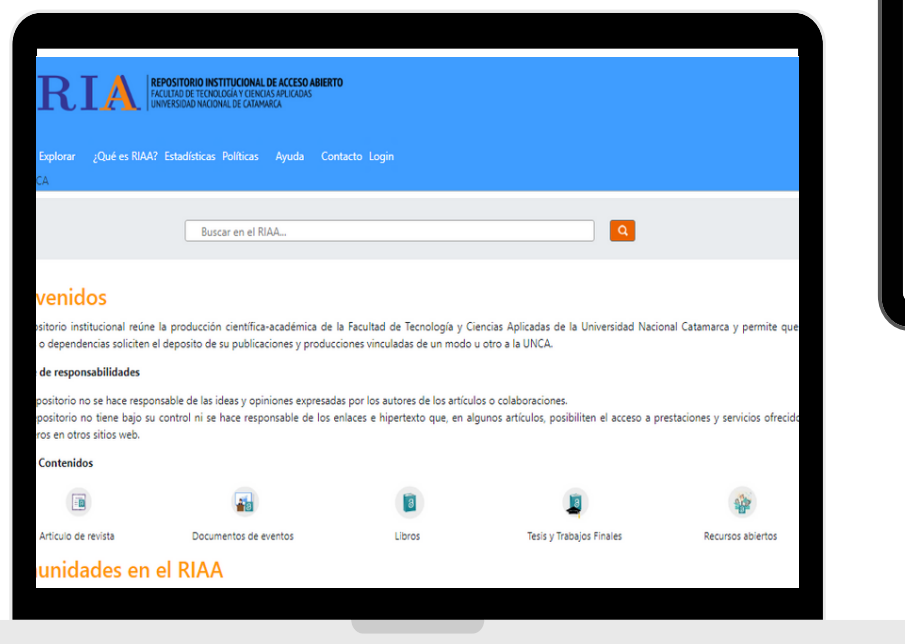 RIA
REPOSITORIO INSTITUCIONAL DE ACCESO ABIERTO
FACULTAD DE TECNOLOGÍA Y CIENCIAS APLICADAS
UNIVERSIDAD NACIONAL DE CATAMARCA
Explorar ¿Qué es RIAA? Estadísticas Políticas Ayuda Contacto Login
CA
Buscar en el RIAA...
venidos
ositorio institucional reúne la producción científica-académica de la Facultad de Tecnología y Ciencias Aplicadas de la Universidad Nacional Catamarca y permite que
o dependencias soliciten el deposito de su publicaciones y producciones vinculadas de un modo u otro a la UNCA.
de responsabilidades
positorio no se hace responsable de las ideas y opiniones expresadas por los autores de los artículos o colaboraciones.
epositorio no tiene bajo su control ni se hace responsable de los enlaces e hipertexto que, en algunos artículos, posibiliten el acceso a prestaciones y servicios ofrecido
ros en otros sitios web.
Contenidos
Artículo de revista Documentos de eventos Libros Tesis y Trabajos Finales Recursos abiertos
unidades en el RIAA